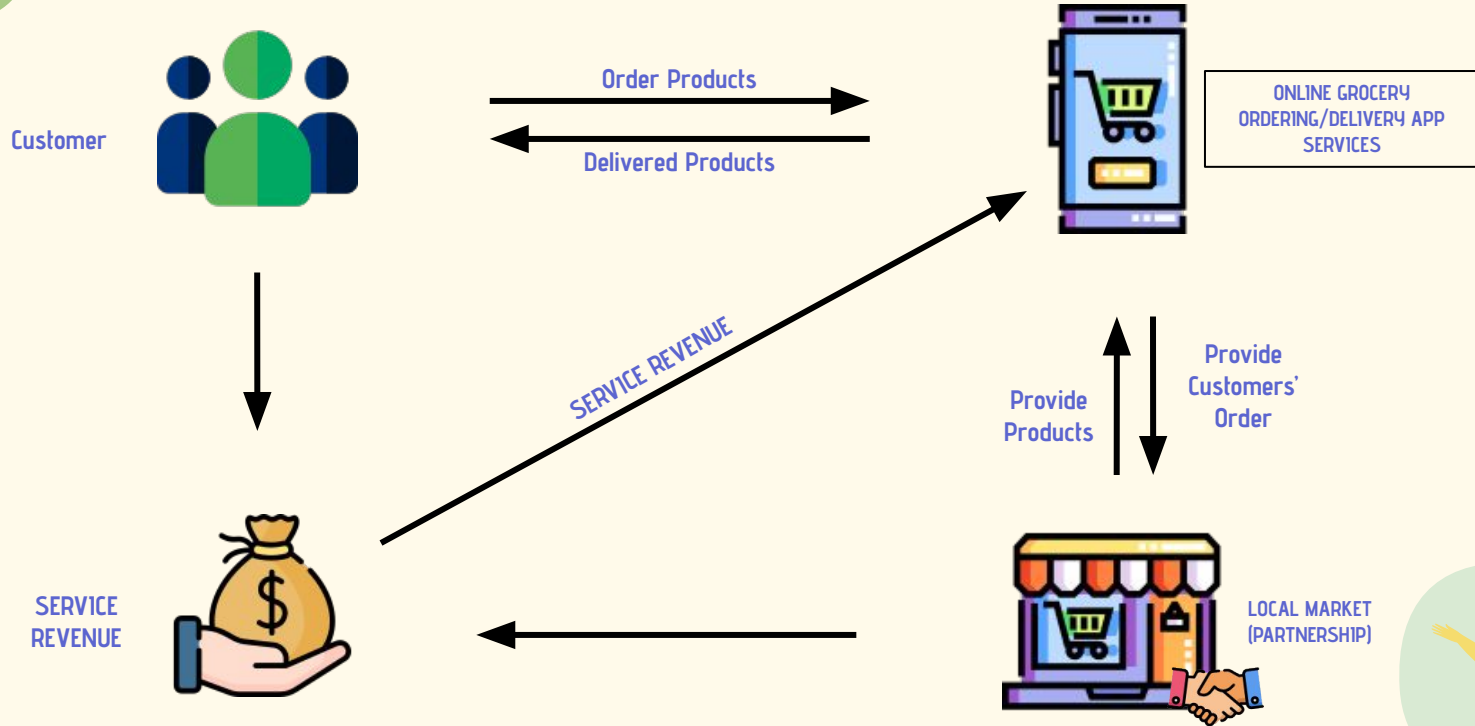 Order Products
ONLINE GROCERY
ORDERING/DELIVERY APP
SERVICES
Customer
Delivered Products
SERVICE REVENUE
Provide
Customers'
Order
Provide
Products
SERVICE
REVENUE
$
LOCAL MARKET
(PARTNERSHIP)